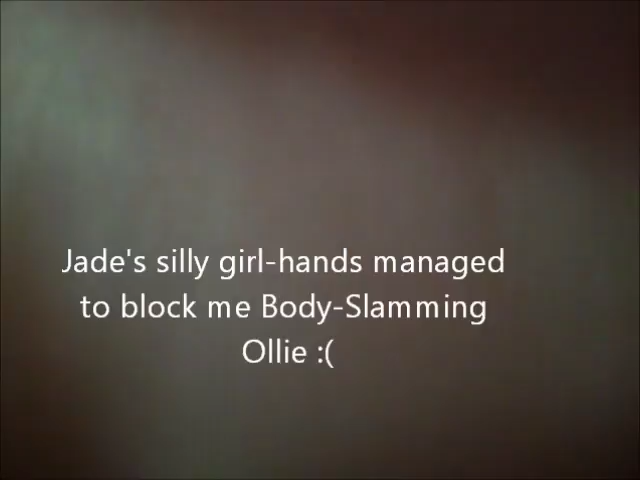 Jade's silly girl-hands managed
to block me Body-Slamming
Ollie :(